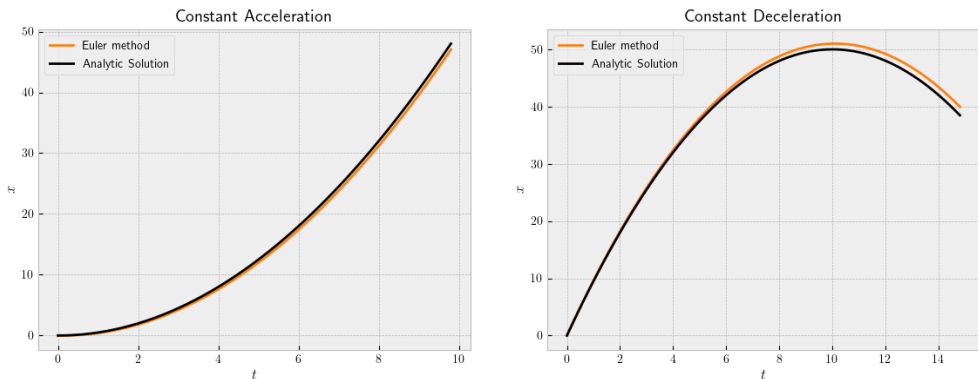 Constant Acceleration
50
40
30
20
10
0
x
Euler method
Analytic Solution
0 2 4 6 8 10
t
Constant Deceleration
50
40
30
20
10
0
x
Euler method
Analytic Solution
0 2 4 6 8 10 12 14
t